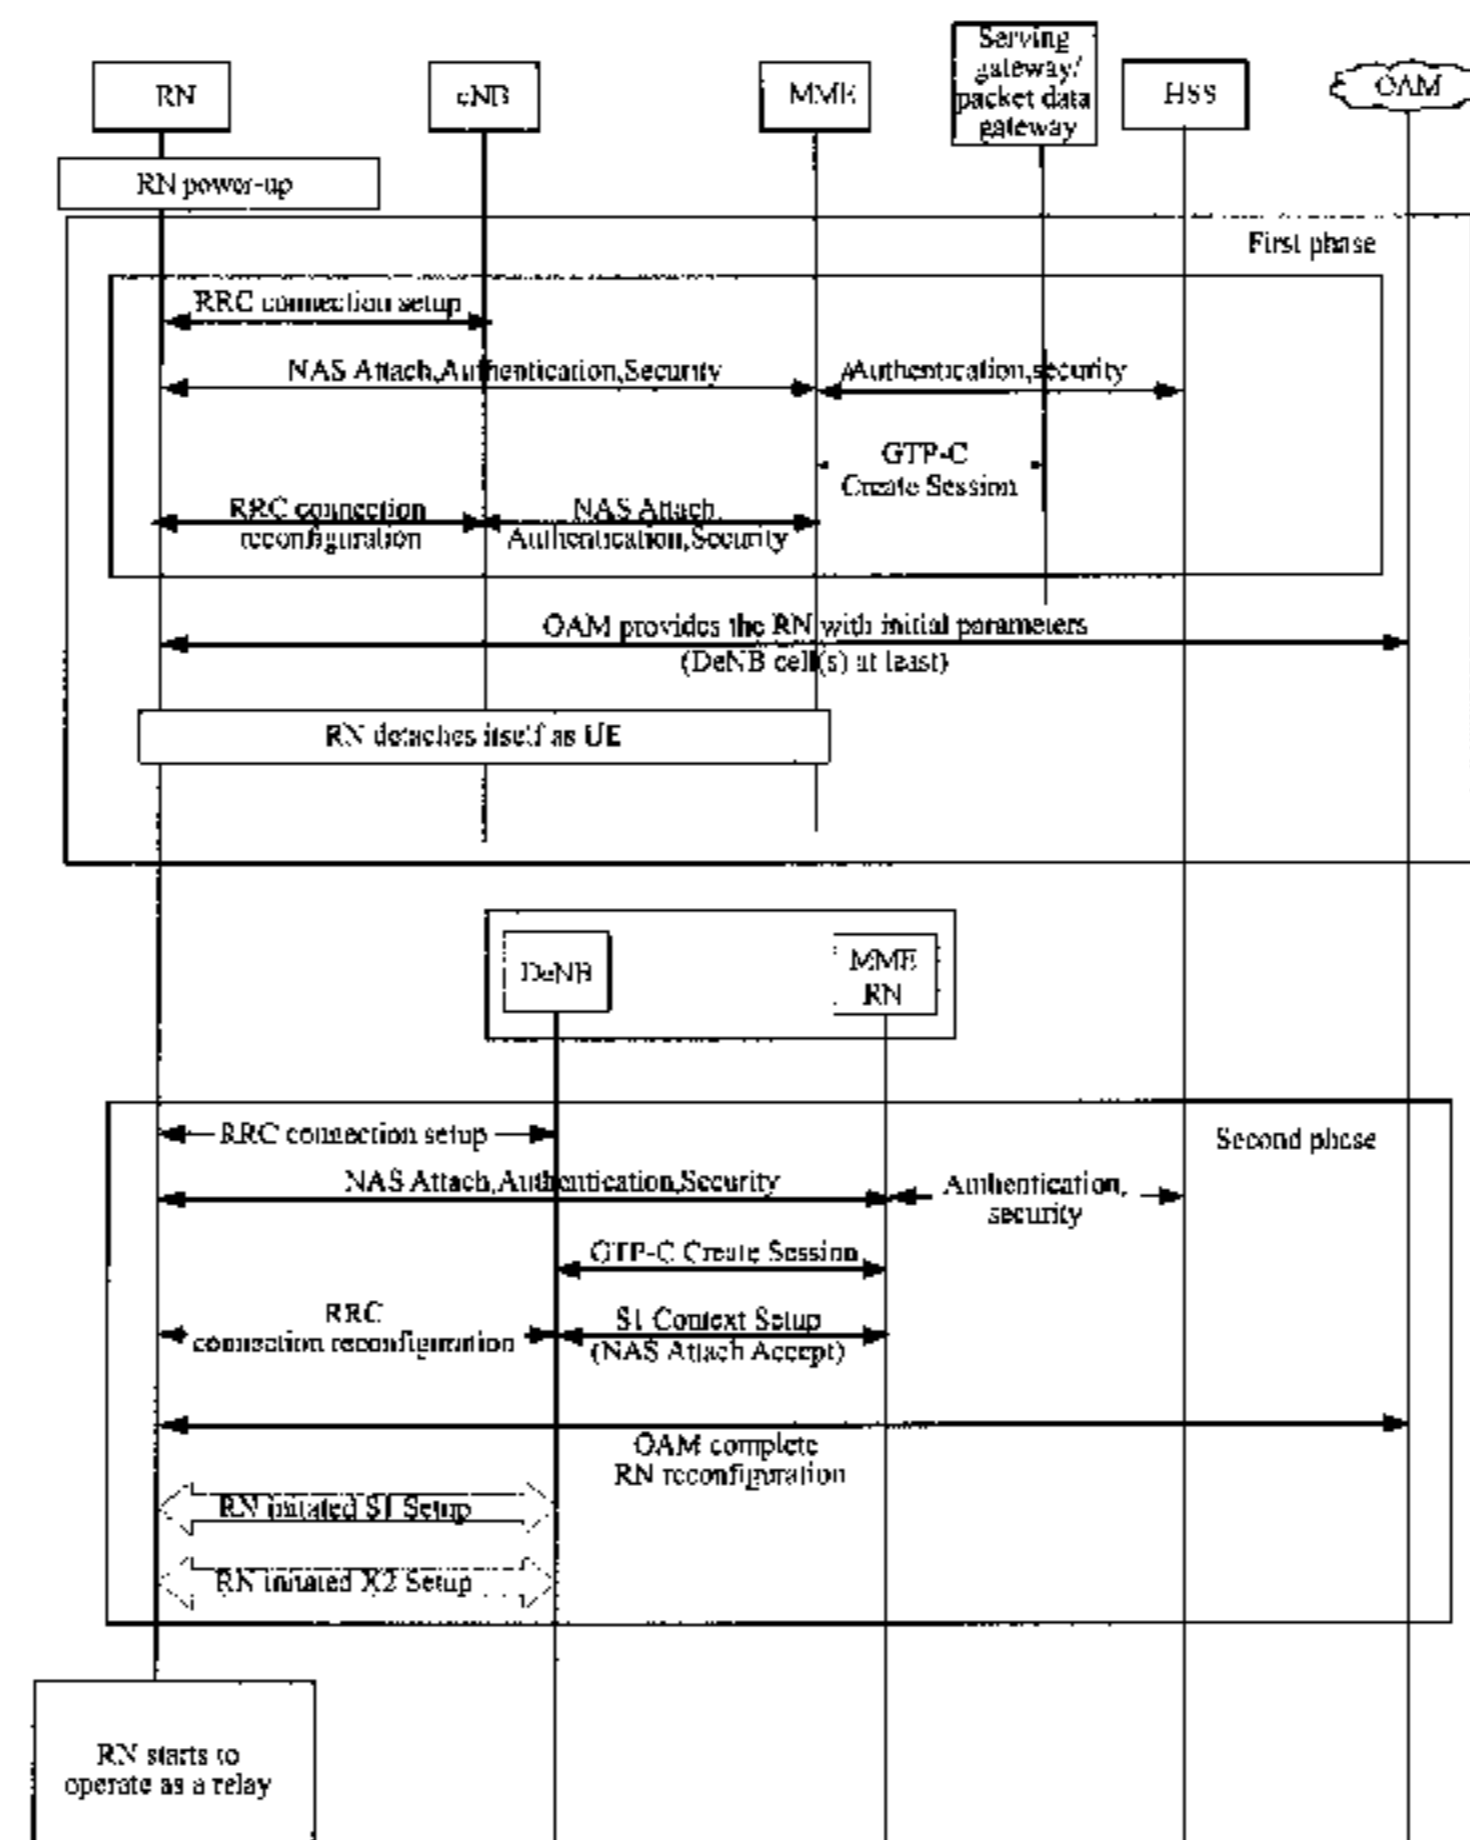 Serving
gateway/
packet data
gateway
RN
eNB
MME
HSS
OAM
RN power-up
First phase
RRC connection setup
NAS Attach,Authentication,Security
Authentication,security
GTP-C
Create Session
RRC connection
reconfiguration
NAS Attach
Authentication,Security
OAM provides the RN with initial parameters
(DeNB cell(s) at least)
RN detaches itself as UE
DeNB
MME
RN
RRC connection setup
Second phase
NAS Attach,Authentication,Security
Authentication,
security
GTP-C Create Session
RRC
connection reconfiguration
S1 Context Setup
(NAS Attach Accept)
OAM complete
RN reconfiguration
RN initated S1 Setup
RN initated X2 Setup
RN starts to
operate as a relay